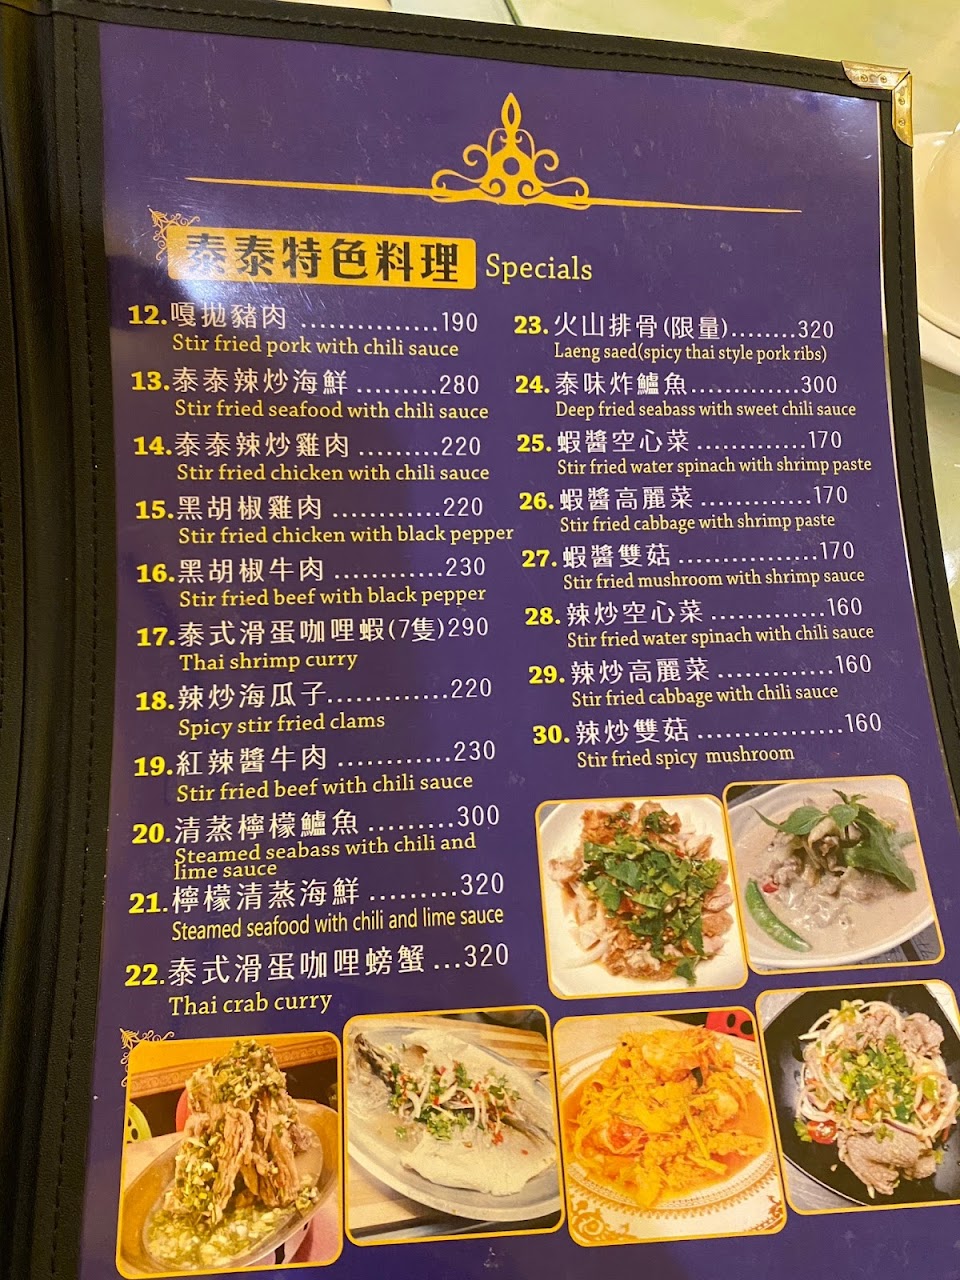 泰泰特色料理 Specials
12.嘎拋豬肉 ...............190
Stir fried pork with chili sauce
13.泰泰辣炒海鮮 .........280
Stir fried seafood with chili sauce
14.泰泰辣炒雞肉 .........220
Stir fried chicken with chili sauce
15.黑胡椒雞肉 ............220
Stir fried chicken with black pepper
16.黑胡椒牛肉 ............230
Stir fried beef with black pepper
17.泰式滑蛋咖哩蝦(7隻)290
Thai shrimp curry
18.辣炒海瓜子.............220
Spicy stir fried clams
19.紅辣醬牛肉 ............230
Stir fried beef with chili sauce
20.清蒸檸檬鱸魚 .........300
Steamed seabass with chili and
lime sauce
21.檸檬清蒸海鮮 .........320
Steamed seafood with chili and lime sauce
22.泰式滑蛋咖哩螃蟹 ...320
Thai crab curry
23.火山排骨(限量)........320
Laeng saed(spicy thai style pork ribs)
24.泰味炸鱸魚.............300
Deep fried seabass with sweet chili sauce
25.蝦醬空心菜 .............170
Stir fried water spinach with shrimp paste
26.蝦醬高麗菜 .............170
Stir fried cabbage with shrimp paste
27.蝦醬雙菇 ................170
Stir fried mushroom with shrimp sauce
28.辣炒空心菜 .............160
Stir fried water spinach with chili sauce
29.辣炒高麗菜 .............160
Stir fried cabbage with chili sauce
30.辣炒雙菇 ................160
Stir fried spicy mushroom